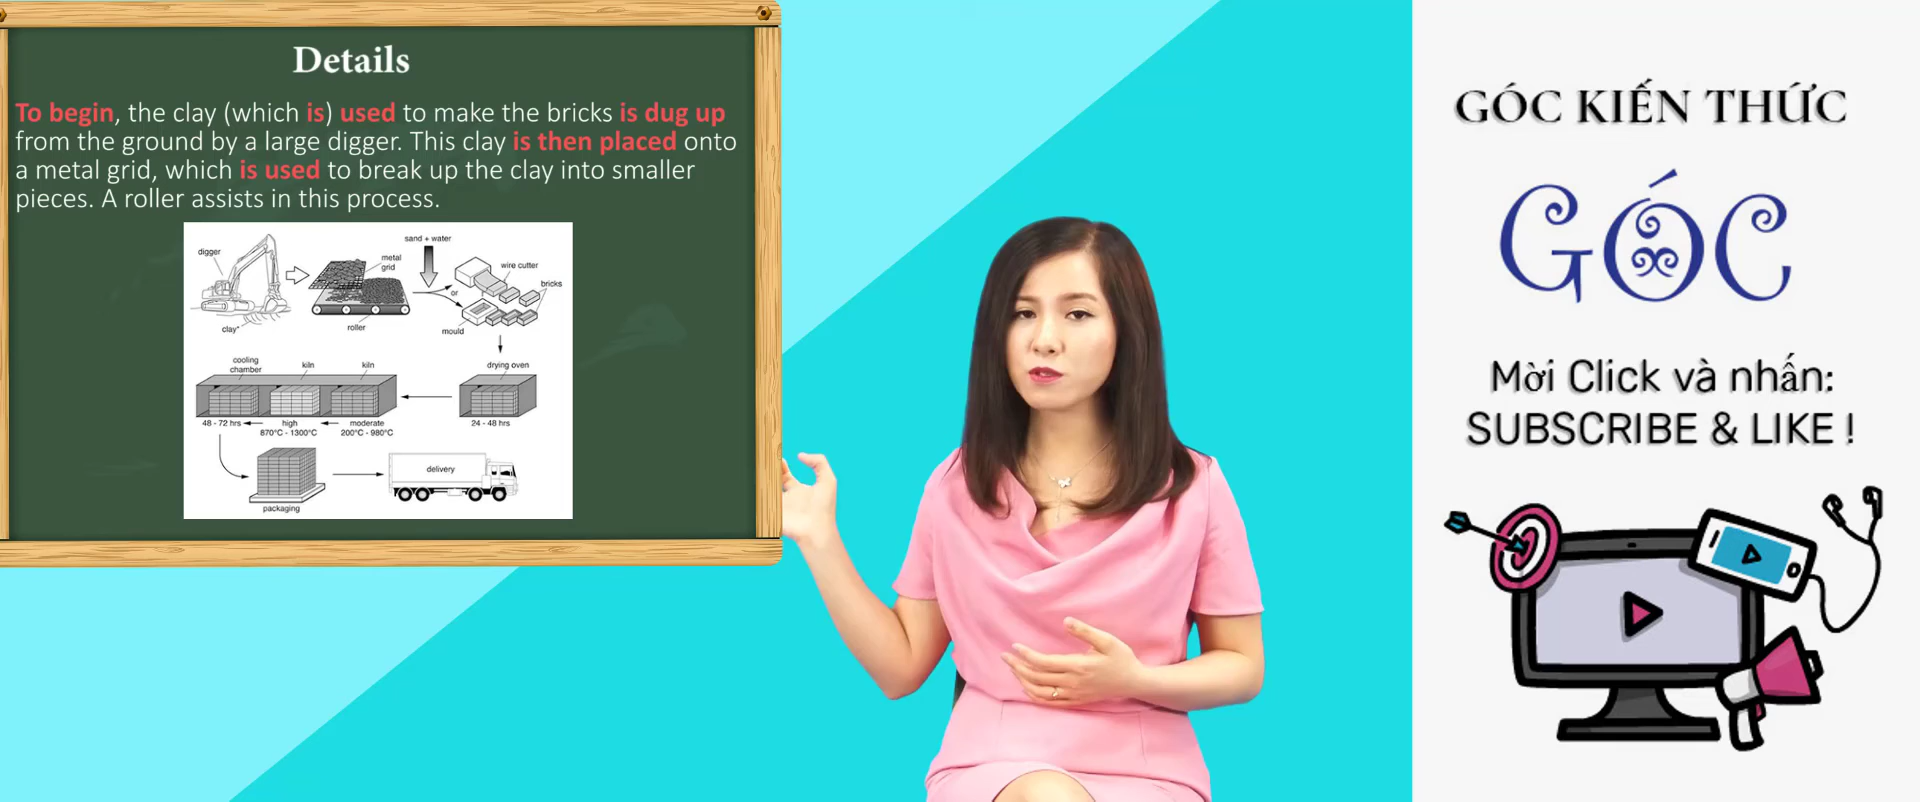 Details
To begin, the clay (which is) used to make the bricks is dug up
from the ground by a large digger. This clay is then placed onto
a metal grid, which is used to break up the clay into smaller
pieces. A roller assists in this process.
sand + water
digger
metal
grid
wire cutter
or
bricks
clay*
roller
mould
cooling
chamber
kiln
kiln
drying oven
48 - 72 hrs
high
870°C - 1300°C
moderate
200°C - 980°C
24 - 48 hrs
delivery
packaging
GÓC KIẾN THỨC
GÓC
Mời Click và nhấn:
SUBSCRIBE & LIKE !